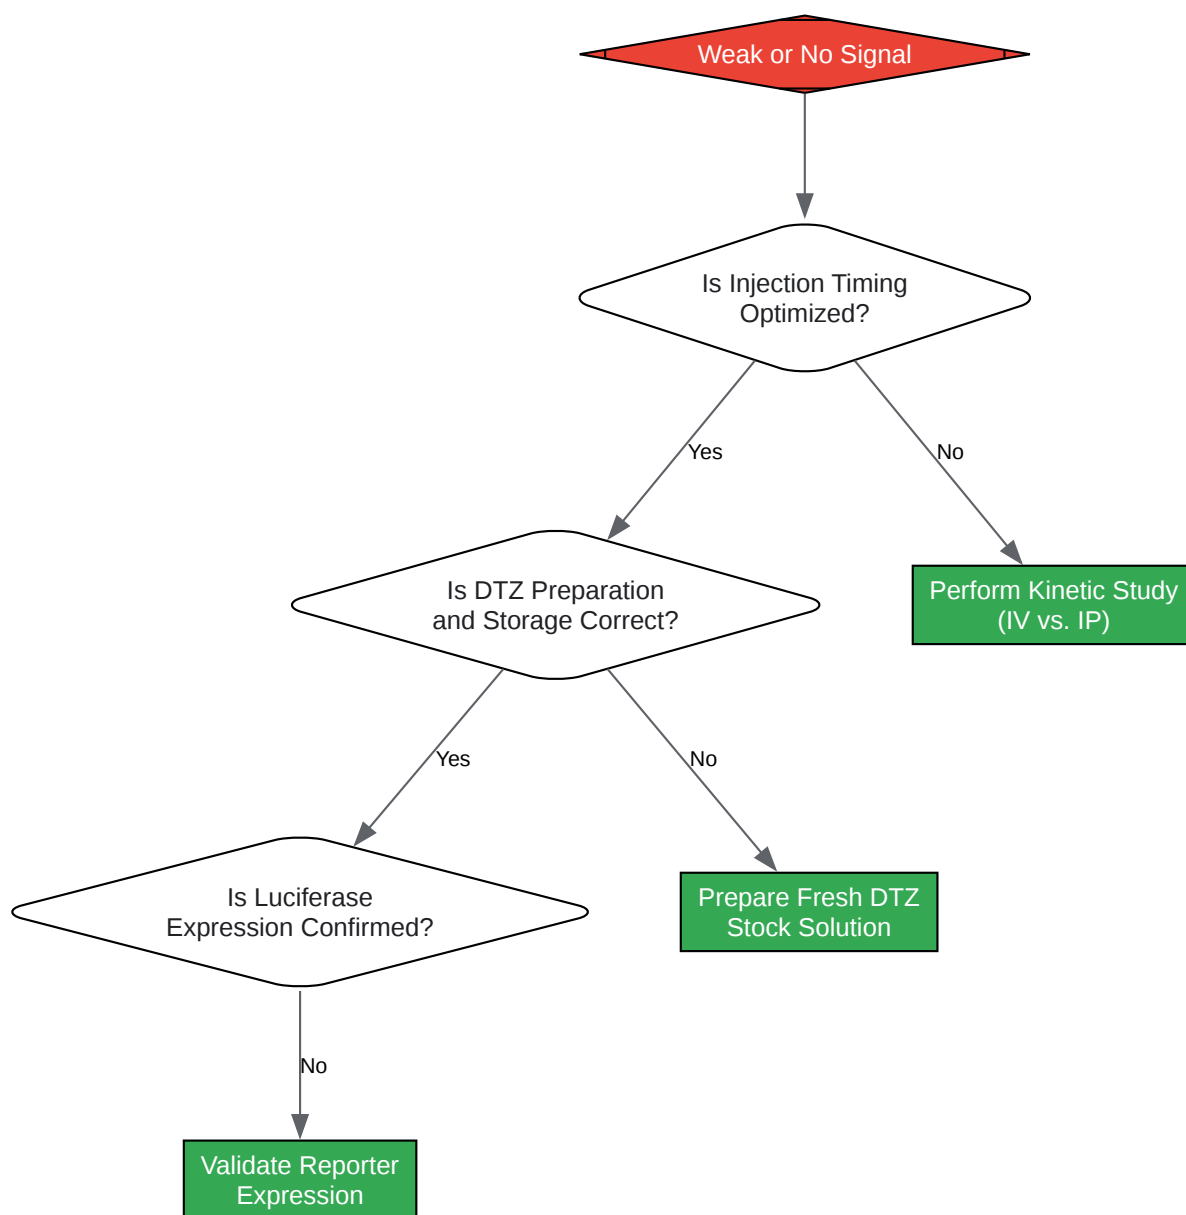 Weak or No Signal
Is Injection Timing
Optimized?
Yes
No
Is DTZ Preparation
and Storage Correct?
Perform Kinetic Study
(IV vs. IP)
Yes
No
Is Luciferase
Expression Confirmed?
Prepare Fresh DTZ
Stock Solution
No
Validate Reporter
Expression